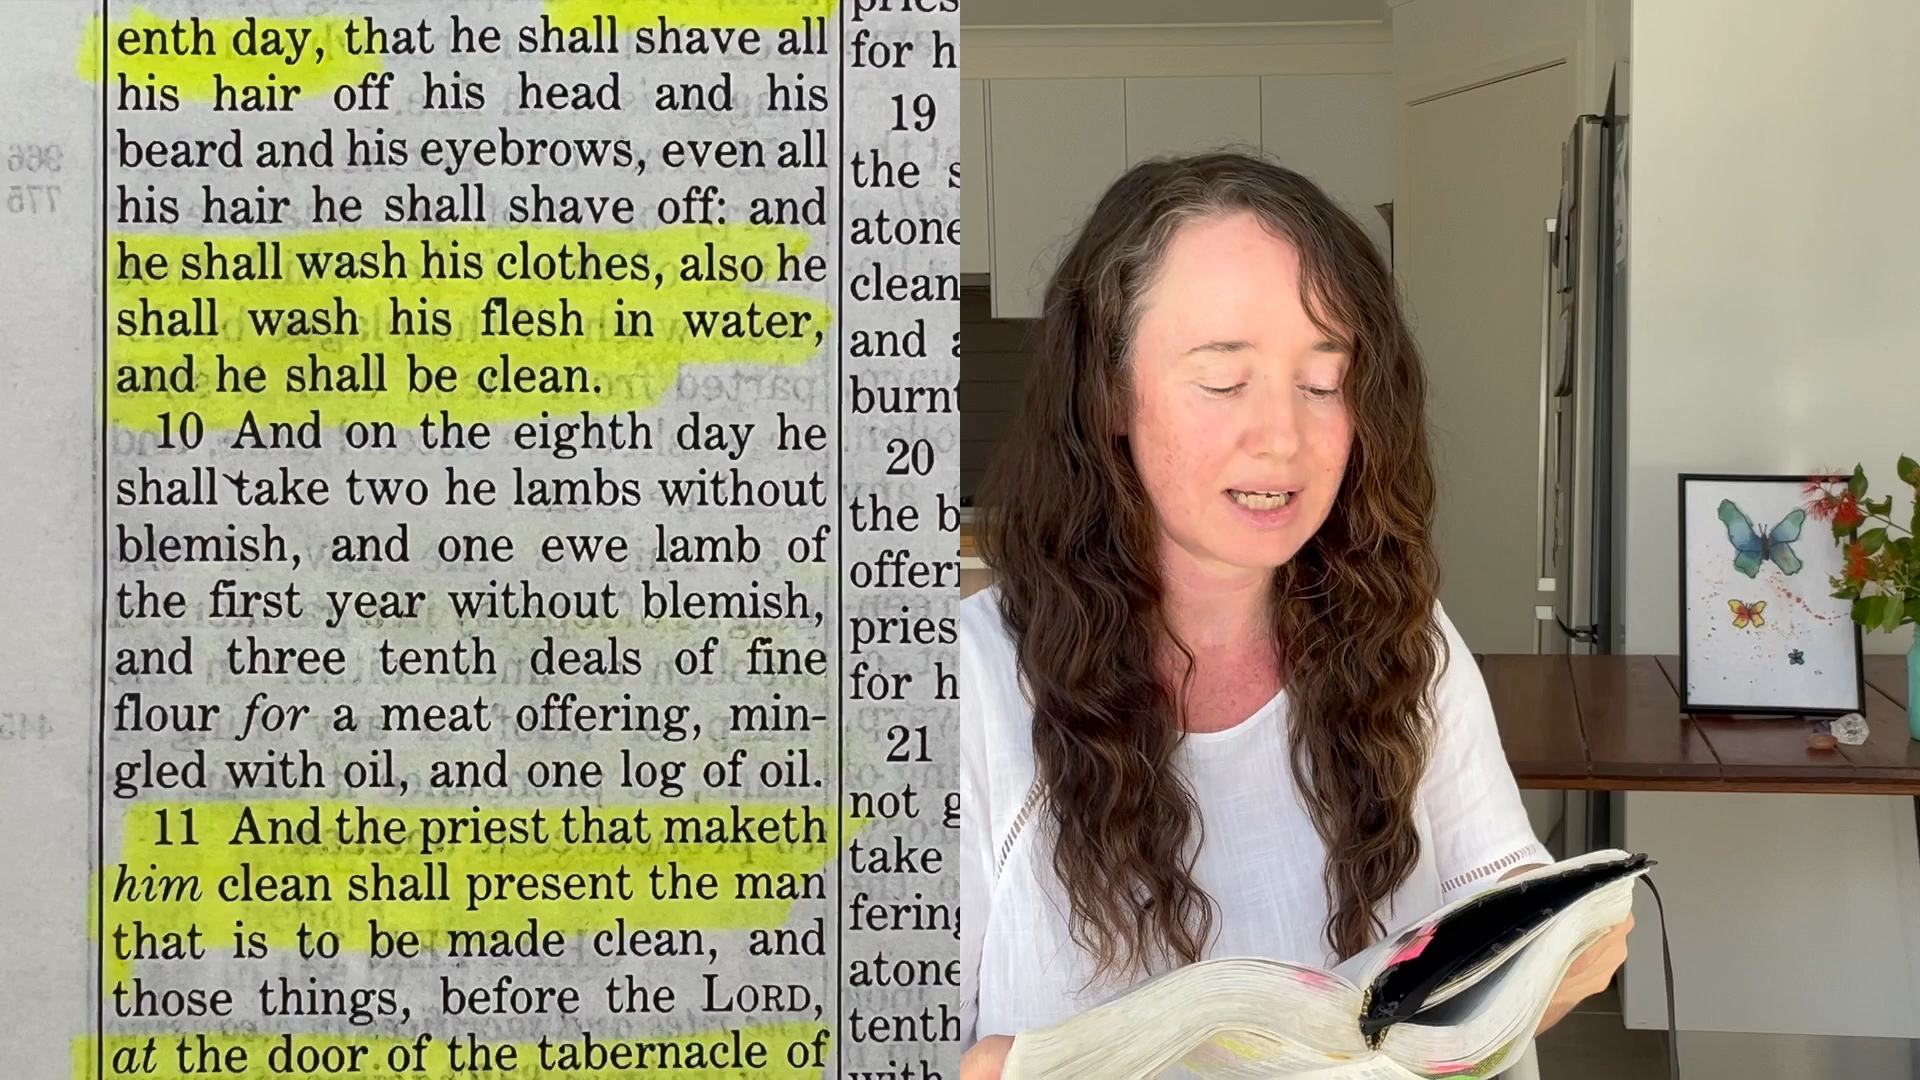 enth day, that he shall shave all
his hair off his head and his
beard and his eyebrows, even all
his hair he shall shave off: and
he shall wash his clothes, also he
shall wash his flesh in water,
and he shall be clean.
10 And on the eighth day he
shall take two he lambs without
blemish, and one ewe lamb of
the first year without blemish,
and three tenth deals of fine
flour for a meat offering, min-
gled with oil, and one log of oil.
11 And the priest that maketh
him clean shall present the man
that is to be made clean, and
those things, before the LORD,
at the door of the tabernacle of
for h
19
the s
atone
clean
and
burnt
20
the b
offeri
pries
for h
21
not g
take
fering
atone
tenth
with